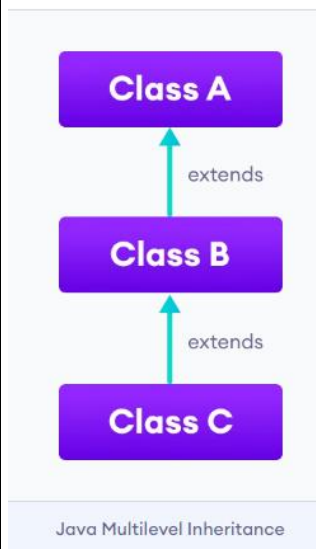 Class A
extends
Class B
extends
Class C
Java Multilevel Inheritance